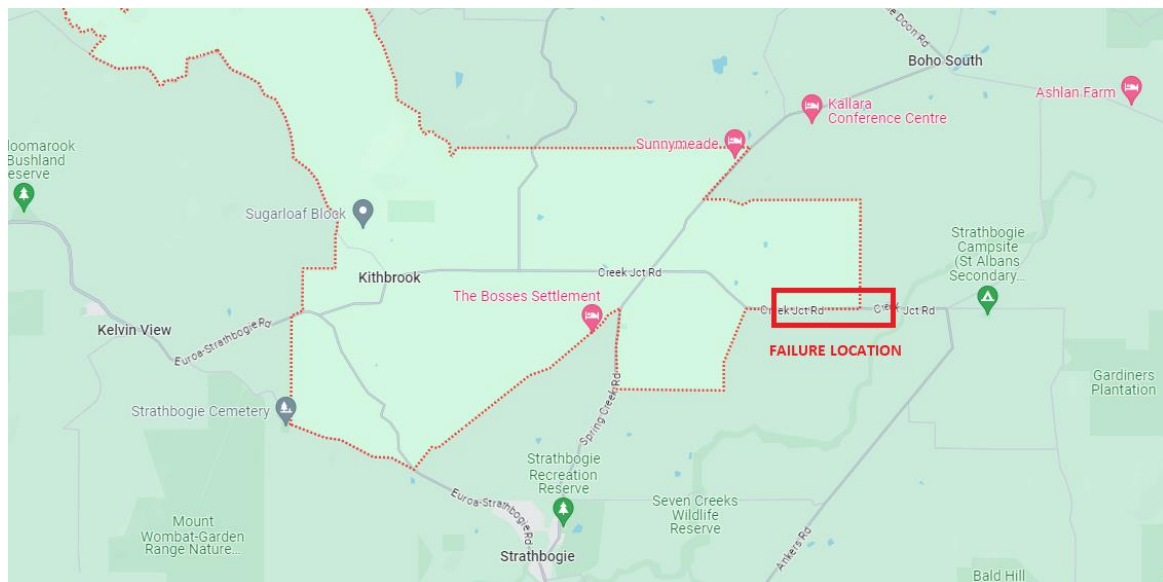 e Doon Rd
Boho South
Ashlan Farm
Kallara
Conference Centre
Sunnymeade
loomarook
Bushland
eserve
Sugarloaf Block
Strathbogie
Campsite
(St Albans
Secondary...
Kithbrook
Creek Jct Rd
The Bosses Settlement
Creek Jct Rd
Creek Jct Rd
Kelvin View
Euroa-Strathbogie Rd
FAILURE LOCATION
Gardiners
Plantation
Strathbogie Cemetery
Spring Creek Rd
Strathbogie
Recreation
Reserve
Euroa-Strathbogie Rd
Seven Creeks
Wildlife
Reserve
Mount
Wombat-Garden
Range Nature...
Strathbogie
Ankers Rd
Bald Hill